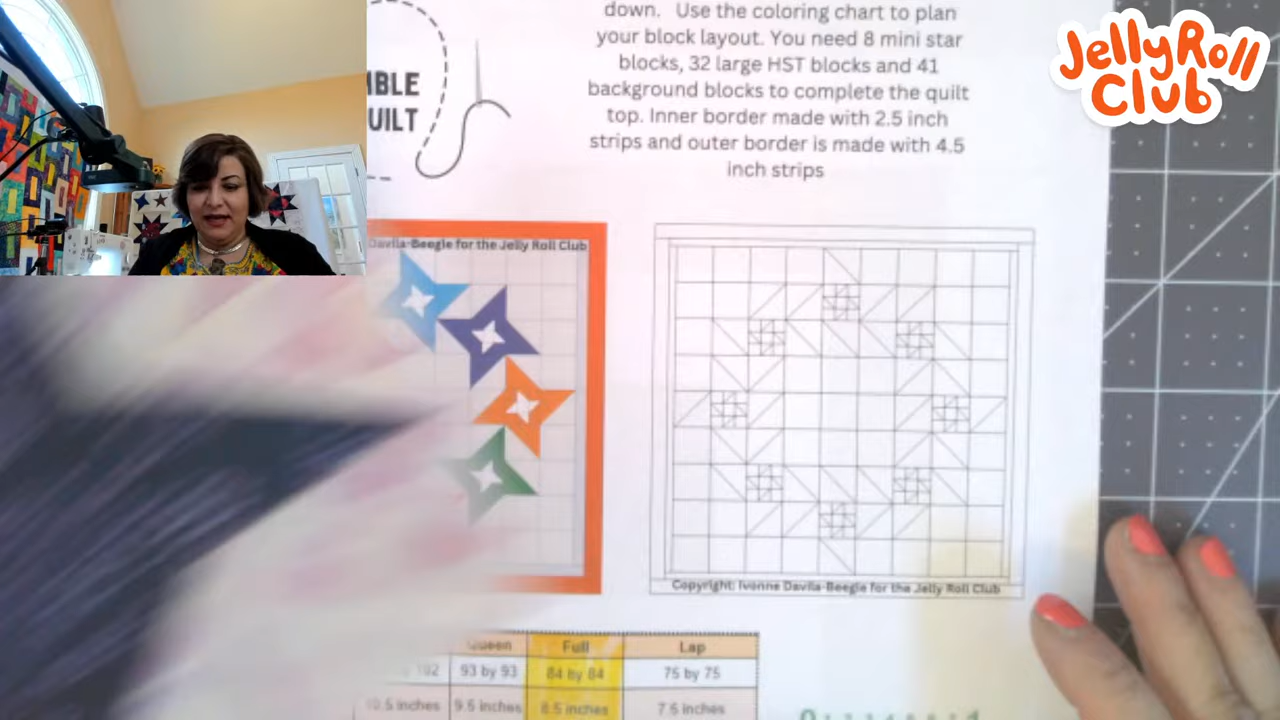 JellyRoll
Club
down. Use the coloring chart to plan
your block layout. You need 8 mini star
blocks, 32 large HST blocks and 41
background blocks to complete the quilt
top. Inner border made with 2.5 inch
strips and outer border is made with 4.5
inch strips
Davila-Beegle for the Jelly Roll Club
Copyright: Ivonne Davila-Beegle for the Jelly Roll Club
Queen Full Lap
93 by 93 84 by 84 75 by 75
10.5 inches 9.5 inches 8.5 inches 7.5 inches